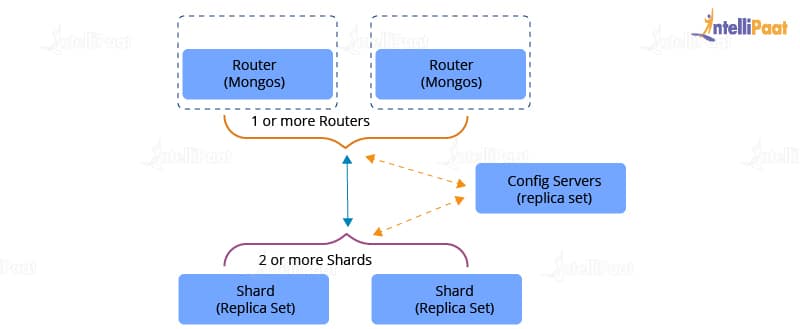 IntelliPaat
Router
(Mongos)
Router
(Mongos)
1 or more Routers
Config Servers
(replica set)
2 or more Shards
Shard
(Replica Set)
Shard
(Replica Set)